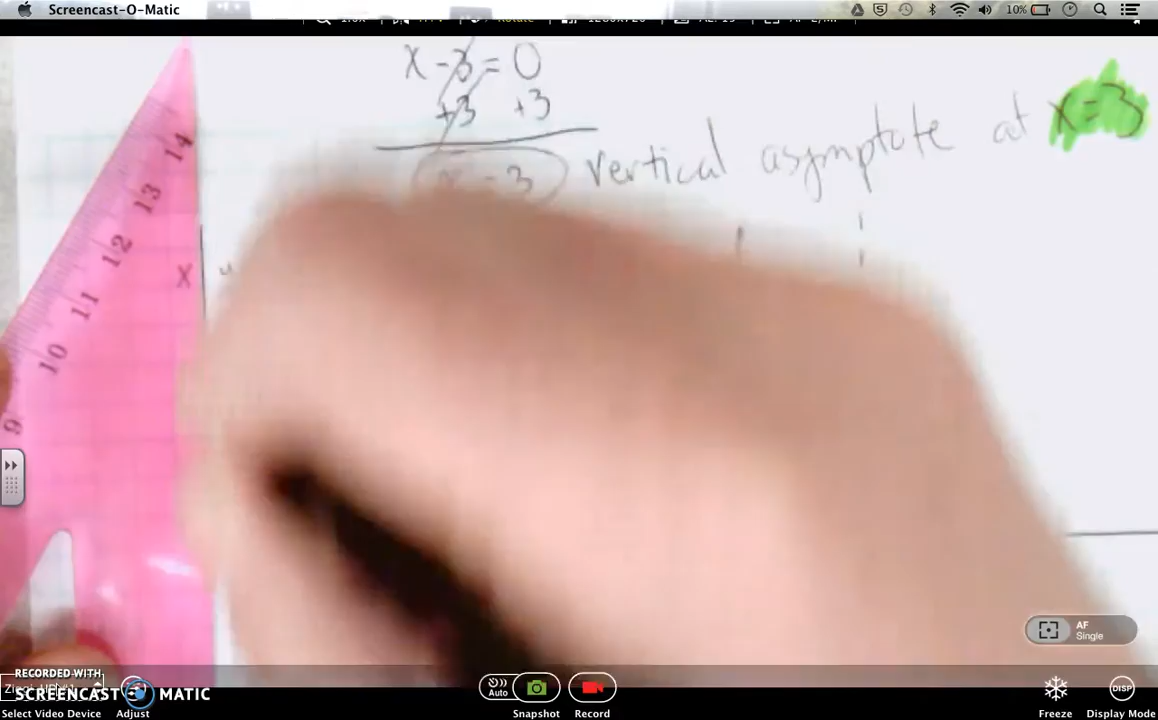 Screencast-O-Matic
10%
x - 3 = 0
+3 +3
x = 3 vertical asymptote at x = 3
14
13
12
11
10
9
x
AF
Single
RECORDED WITH
SCREENCAST MATIC
Select Video Device
Adjust
Auto
Snapshot
Record
Freeze
DISP
Display Mode